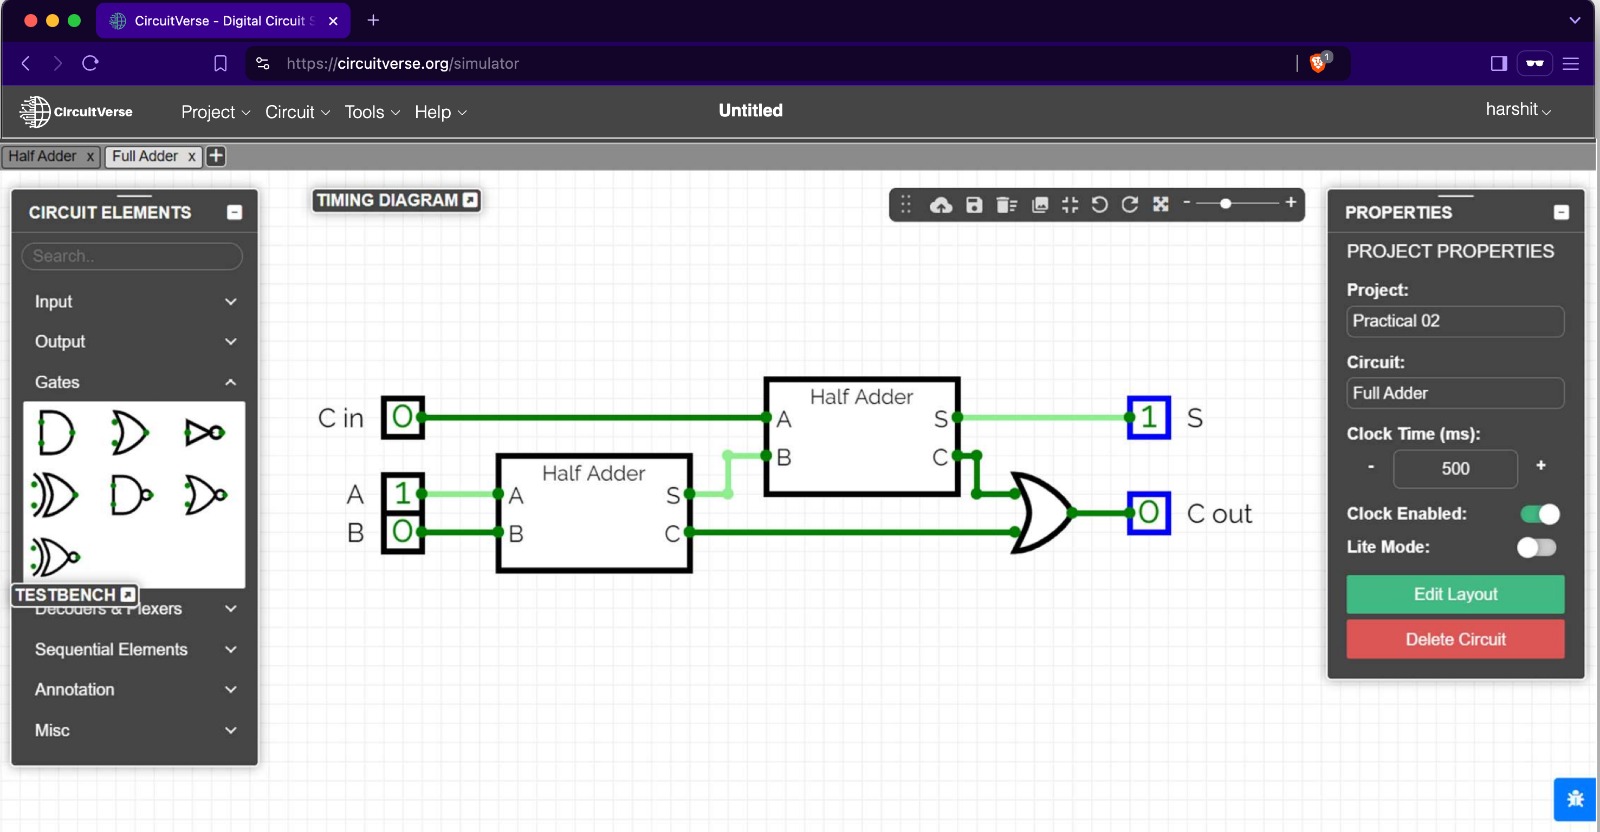 CircuitVerse - Digital Circuit S
https://circuitverse.org/simulator
1
CircuitVerse
Project
Circuit
Tools
Help
Untitled
harshit
Half Adder x
Full Adder x
CIRCUIT ELEMENTS
Search..
Input
Output
Gates
TESTBENCH
Decoders & Plexers
Sequential Elements
Annotation
Misc
TIMING DIAGRAM
C in 0
A 1
B 0
Half Adder
A S
B C
Half Adder
A S
B C
1 S
0 C out
PROPERTIES
PROJECT PROPERTIES
Project:
Practical 02
Circuit:
Full Adder
Clock Time (ms):
- 500 +
Clock Enabled:
Lite Mode:
Edit Layout
Delete Circuit